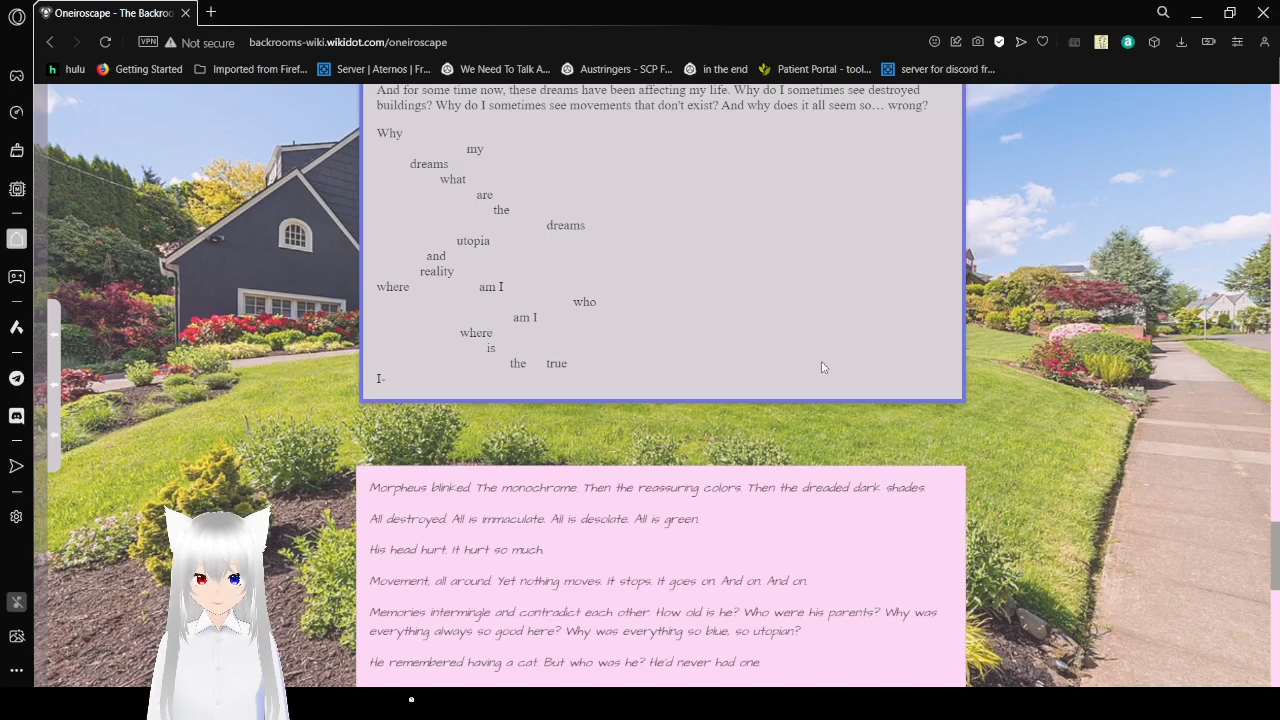 Oneiroscape - The Backroo
VPN Not secure backrooms-wiki.wikidot.com/oneiroscape
hulu Getting Started Imported from Firef... Server | Aternos | Fr... We Need To Talk A... Austringers - SCP F... in the end Patient Portal - tool... server for discord fr...
And for some time now, these dreams have been affecting my life. Why do I sometimes see destroyed
buildings? Why do I sometimes see movements that don't exist? And why does it all seem so… wrong?
Why
my
dreams
what
are
the
dreams
utopia
and
reality
where am I
who
am I
where
is
the true
I-
Morpheus blinked. The monochrome. Then the reassuring colors. Then the dreaded dark shades.
All destroyed. All is immaculate. All is desolate. All is green.
His head hurt. It hurt so much.
Movement, all around. Yet nothing moves. It stops. It goes on. And on. And on.
Memories intermingle and contradict each other. How old is he? Who were his parents? Why was
everything always so good here? Why was everything so blue, so utopian?
He remembered having a cat. But who was he? He'd never had one.